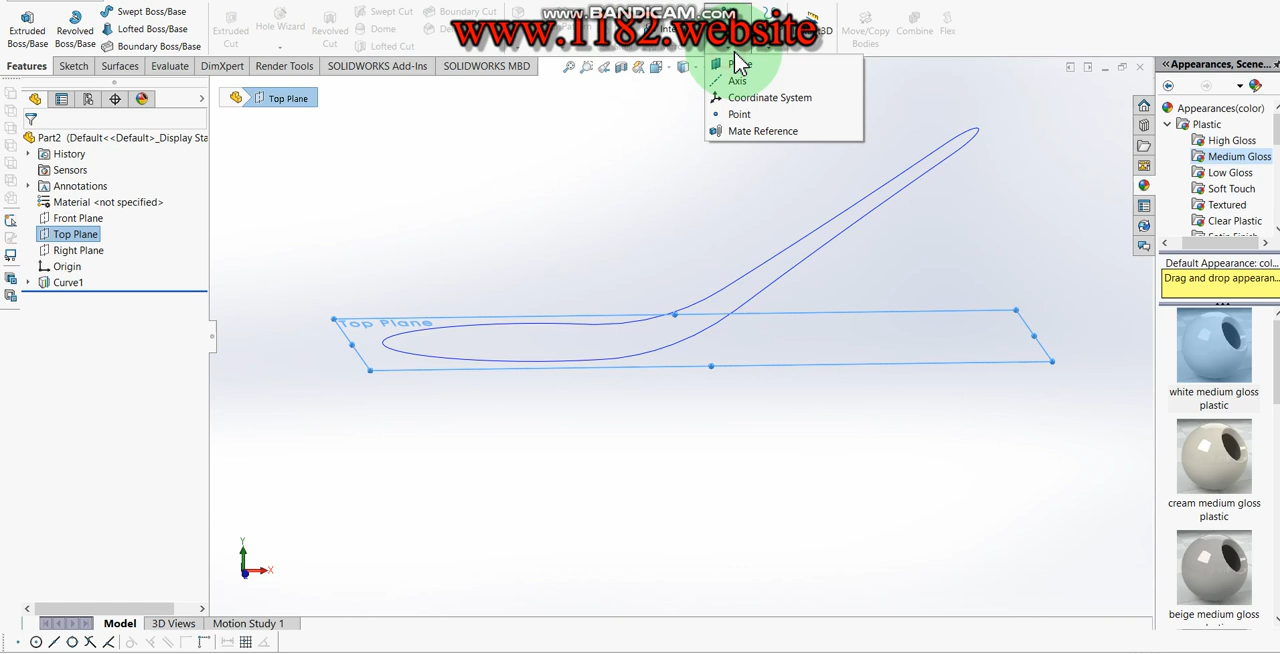 www.BANDICAM.com
www.1182.website
Extruded Boss/Base
Revolved Boss/Base
Swept Boss/Base
Lofted Boss/Base
Boundary Boss/Base
Extruded Cut
Hole Wizard
Revolved Cut
Swept Cut
Dome
Lofted Cut
Boundary Cut
Move/Copy Bodies
Combine
Flex
Features
Sketch
Surfaces
Evaluate
DimXpert
Render Tools
SOLIDWORKS Add-Ins
SOLIDWORKS MBD
Axis
Coordinate System
Point
Mate Reference
Top Plane
Part2 (Default<<Default>_Display Sta
History
Sensors
Annotations
Material <not specified>
Front Plane
Top Plane
Right Plane
Origin
Curve1
Top Plane
Y
X
Appearances, Scene...
Appearances(color)
Plastic
High Gloss
Medium Gloss
Low Gloss
Soft Touch
Textured
Clear Plastic
Default Appearance: col...
Drag and drop appearan...
white medium gloss
plastic
cream medium gloss
plastic
beige medium gloss
Model
3D Views
Motion Study 1